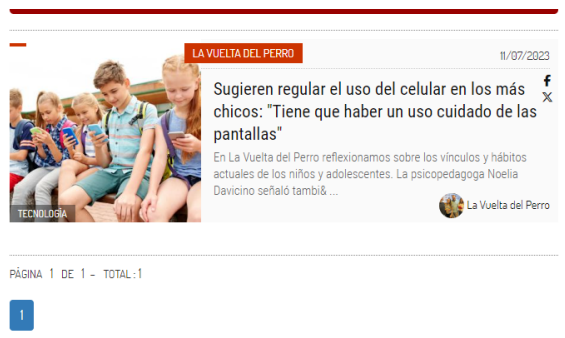 LA VUELTA DEL PERRO
11/07/2023
Sugieren regular el uso del celular en los más
chicos: "Tiene que haber un uso cuidado de las
pantallas"
En La Vuelta del Perro reflexionamos sobre los vínculos y hábitos
actuales de los niños y adolescentes. La psicopedagoga Noelia
Davicino señaló tambi& ...
TECNOLOGÍA
La Vuelta del Perro
PÁGINA 1 DE 1 - TOTAL : 1
1